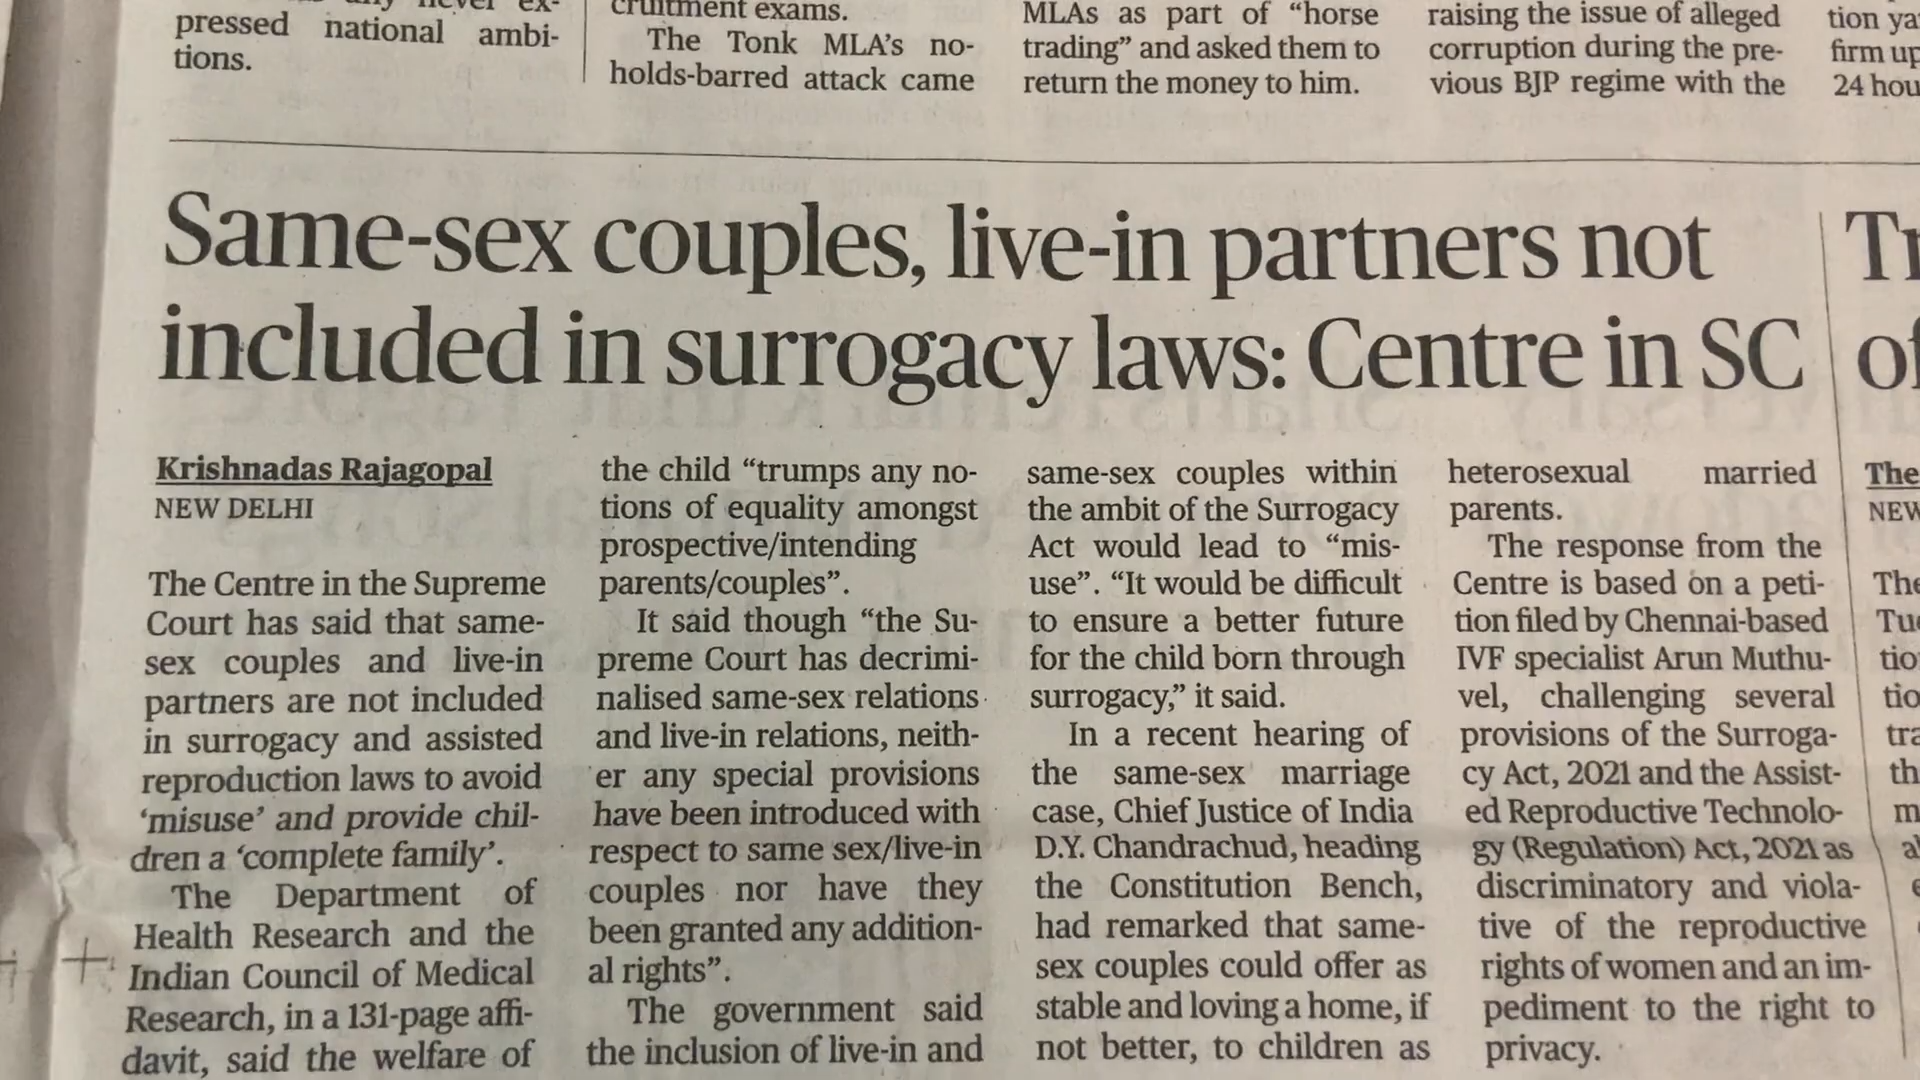 pressed national ambi-
tions.
cruitment exams.
The Tonk MLA's no-
holds-barred attack came
MLAs as part of "horse
trading" and asked them to
return the money to him.
raising the issue of alleged
corruption during the pre-
vious BJP regime with the
tion
firm up
24
Same-sex couples, live-in partners not
included in surrogacy laws: Centre in SC
Krishnadas Rajagopal
NEW DELHI
The Centre in the Supreme
Court has said that same-
sex couples and live-in
partners are not included
in surrogacy and assisted
reproduction laws to avoid
'misuse' and provide chil-
dren a 'complete family'.
The Department of
Health Research and the
Indian Council of Medical
Research, in a 131-page affi-
davit, said the welfare of
the child "trumps any no-
tions of equality amongst
prospective/intending
parents/couples".
It said though "the Su-
preme Court has decrimi-
nalised same-sex relations
and live-in relations, neith-
er any special provisions
have been introduced with
respect to same sex/live-in
couples nor have they
been granted any addition-
al rights".
The government said
the inclusion of live-in and
same-sex couples within
the ambit of the Surrogacy
Act would lead to "mis-
use". "It would be difficult
to ensure a better future
for the child born through
surrogacy," it said.
In a recent hearing of
the same-sex marriage
case, Chief Justice of India
D.Y. Chandrachud, heading
the Constitution Bench,
had remarked that same-
sex couples could offer as
stable and loving a home, if
not better, to children as
heterosexual married
parents.
The response from the
Centre is based on a peti-
tion filed by Chennai-based
IVF specialist Arun Muthu-
vel, challenging several
provisions of the Surroga-
cy Act, 2021 and the Assist-
ed Reproductive Technolo-
gy (Regulation) Act, 2021 as
discriminatory and viola-
tive of the reproductive
rights of women and an im-
pediment to the right to
privacy.
The